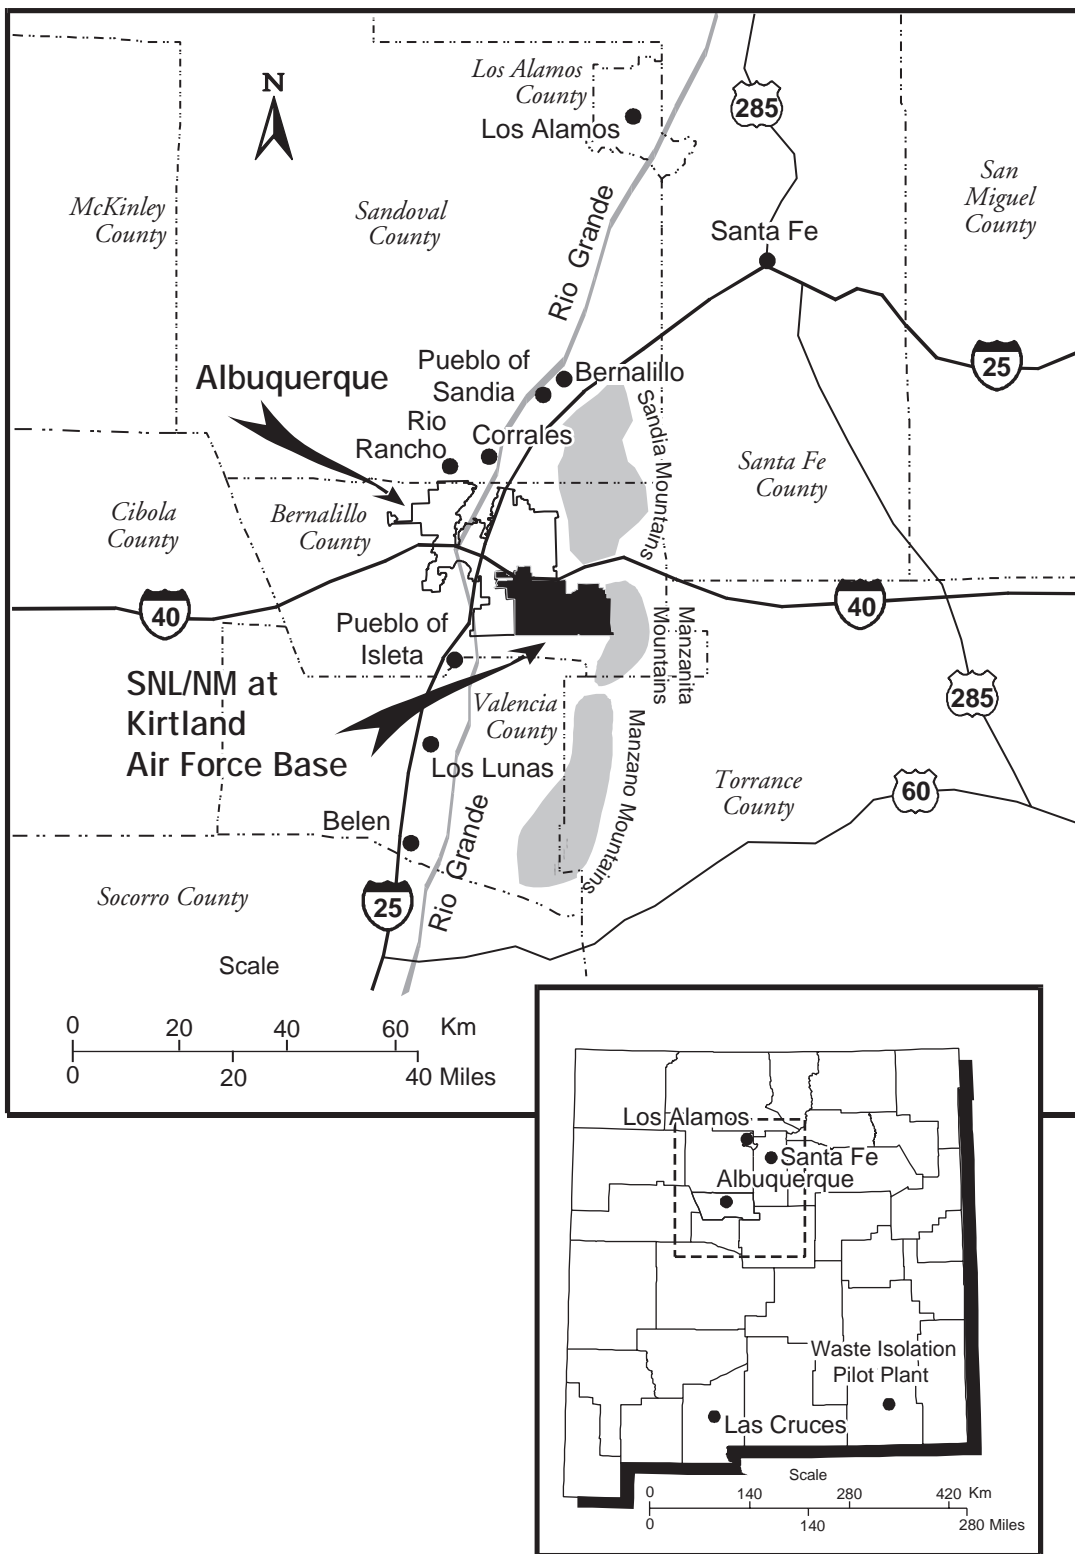 Los Alamos
County
N
285
Los Alamos
San
Miguel
County
McKinley
County
Sandoval
County
Rio Grande
Santa Fe
25
Pueblo of
Sandia
Bernalillo
Albuquerque
Rio
Rancho
Corrales
Sandia Mountains
Santa Fe
County
Cibola
County
Bernalillo
County
40
40
Pueblo of
Isleta
Manzanita
Mountains
SNL/NM at
Kirtland
Air Force Base
Valencia
County
285
Los Lunas
Manzano Mountains
Torrance
County
60
Belen
Rio Grande
Socorro County
25
Scale
0 20 40 60 Km
0 20 40 Miles
Los Alamos
Santa Fe
Albuquerque
Waste Isolation
Pilot Plant
Las Cruces
Scale
0 140 280 420 Km
0 140 280 Miles